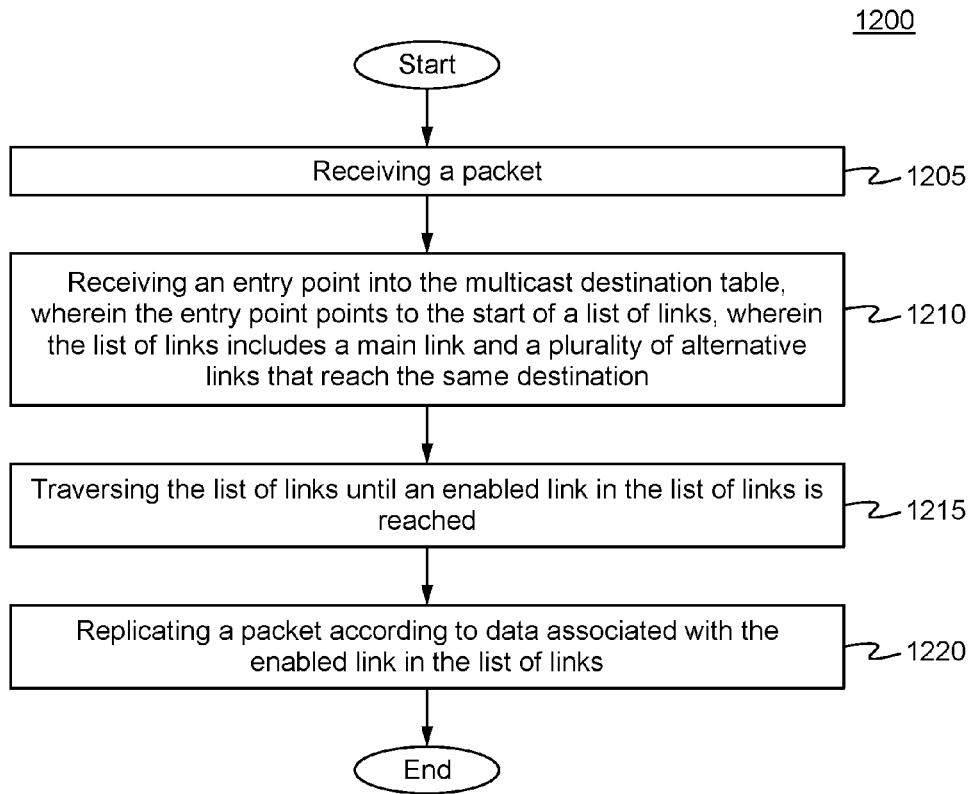 1200
Start
Receiving a packet
1205
Receiving an entry point into the multicast destination table,
wherein the entry point points to the start of a list of links, wherein
the list of links includes a main link and a plurality of alternative
links that reach the same destination
1210
Traversing the list of links until an enabled link in the list of links is
reached
1215
Replicating a packet according to data associated with the
enabled link in the list of links
1220
End